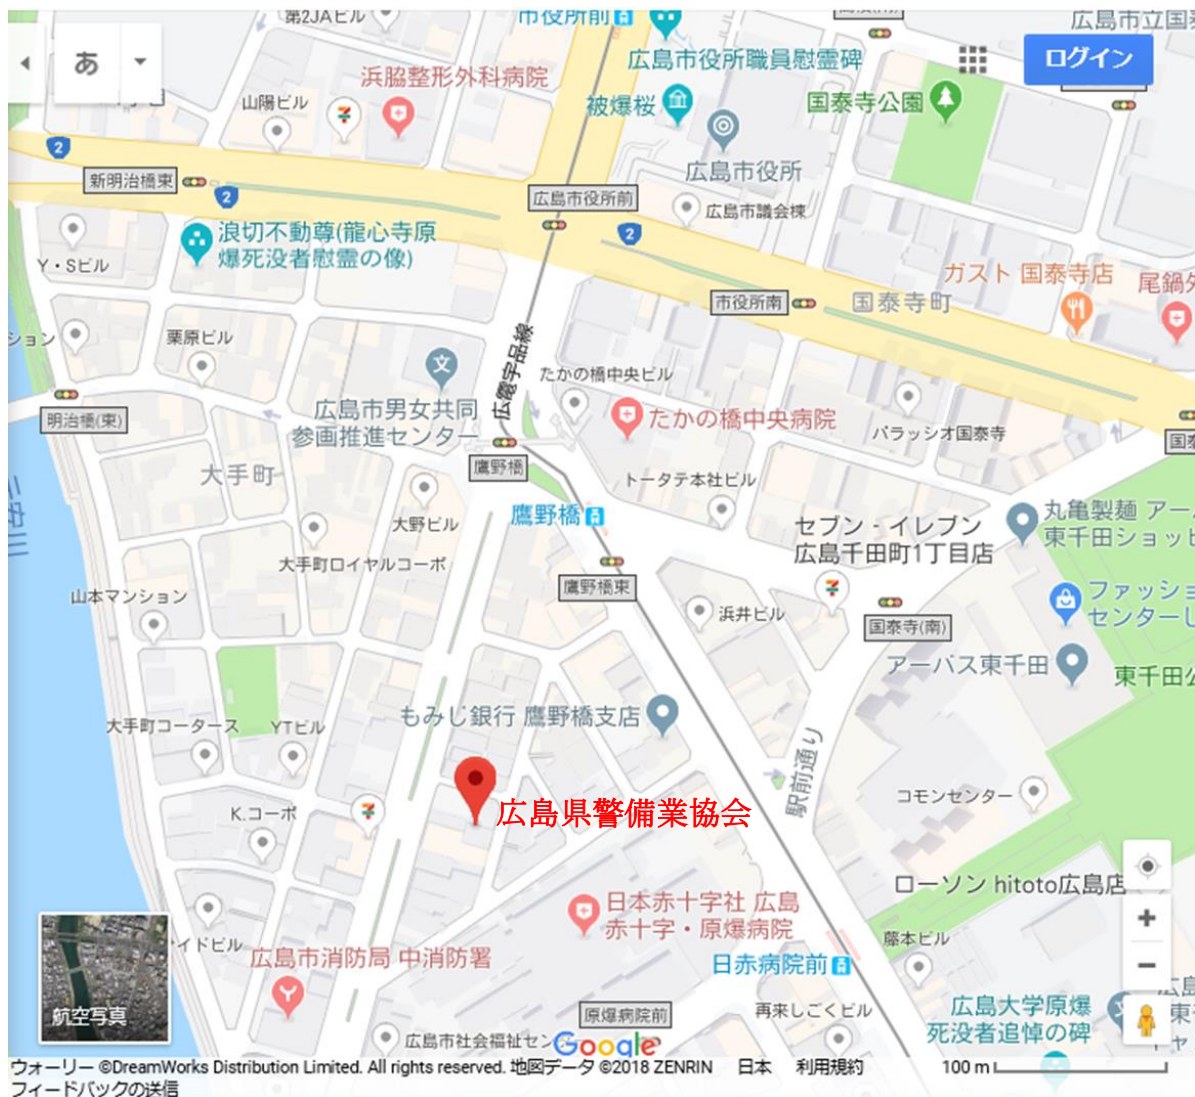 第2JAビル
市役所前
広島市立国
広島市役所職員慰霊碑
ログイン
あ
浜脇整形外科病院
山陽ビル
被爆桜
国泰寺公園
2
新明治橋東
2
広島市役所
広島市役所前
広島市議会棟
2
浪切不動尊(龍心寺原
爆死没者慰霊の像)
Y・Sビル
ガスト 国泰寺店
尾鍋外
市役所南
国泰寺町
栗原ビル
ション
広電宇品線
たかの橋中央ビル
明治橋(東)
広島市男女共同
参画推進センター
たかの橋中央病院
パラッシオ国泰寺
国泰
大手町
鷹野橋
トータテ本社ビル
大野ビル
鷹野橋
セブン‐イレブン
広島千田町1丁目店
丸亀製麺 アー
東千田ショッピ
大手町ロイヤルコーポ
鷹野橋東
山本マンション
浜井ビル
ファッショ
センターし
国泰寺(南)
アーバス東千田
東千田公
もみじ銀行 鷹野橋支店
大手町コータース
YTビル
駅前通り
コモンセンター
K.コーポ
広島県警備業協会
ローソン hitoto広島店
日本赤十字社 広島
赤十字・原爆病院
イドビル
藤本ビル
広島市消防局 中消防署
日赤病院前
航空写真
原爆病院前
再来しごくビル
広島大学原爆
死没者追悼の碑
広島
東
広島市社会福祉セン
Google
ウォーリー ©DreamWorks Distribution Limited. All rights reserved. 地図データ ©2018 ZENRIN 日本 利用規約 100 m
フィードバックの送信